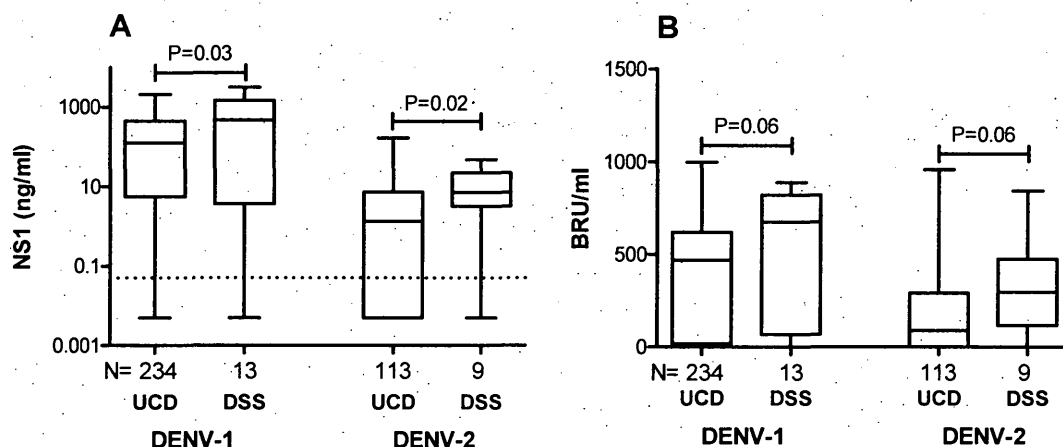 A
P=0.03
P=0.02
NS1 (ng/ml)
1000
10
0.1
0.001
N= 234 13 113 9
UCD DSS UCD DSS
DENV-1 DENV-2
B
P=0.06
P=0.06
BRU/ml
1500
1000
500
0
N= 234 13 113 9
UCD DSS UCD DSS
DENV-1 DENV-2